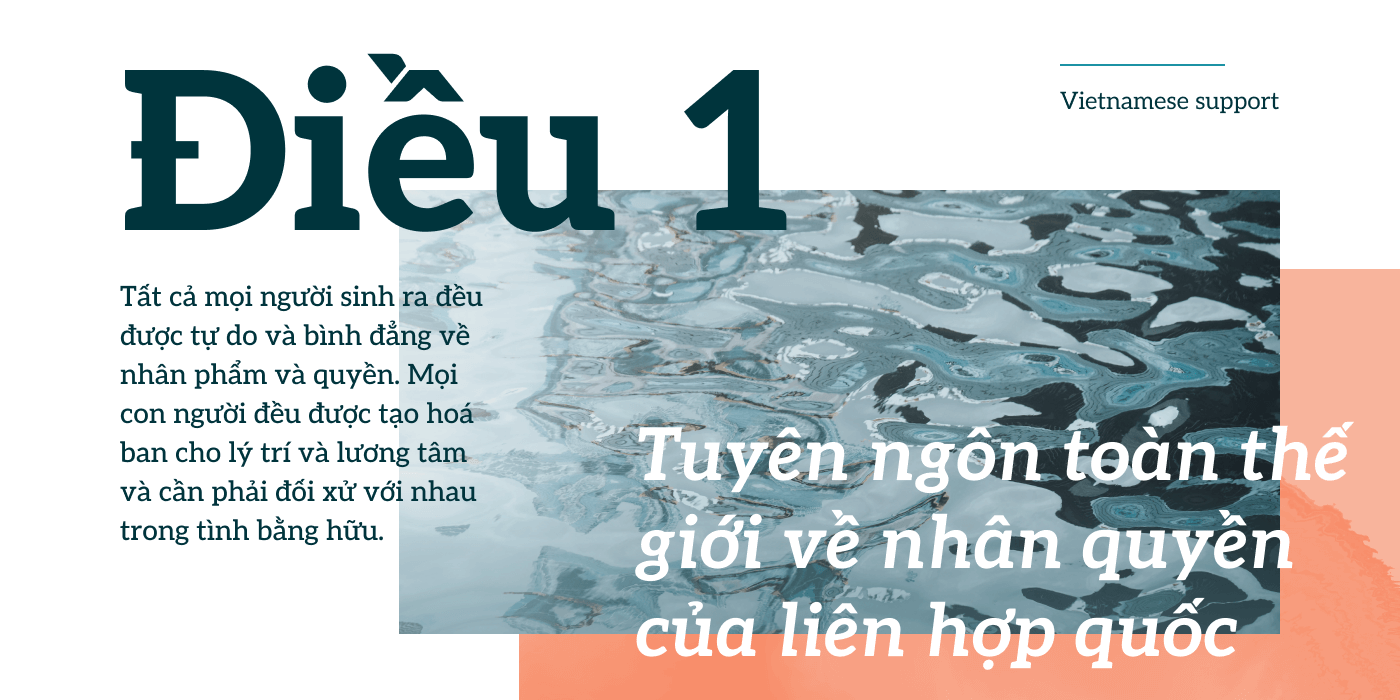 Điều 1
Vietnamese support
Tất cả mọi người sinh ra đều
được tự do và bình đẳng về
nhân phẩm và quyền. Mọi
con người đều được tạo hoá
ban cho lý trí và lương tâm
và cần phải đối xử với nhau
trong tình bằng hữu.
Tuyên ngôn toàn thế
giới về nhân quyền
của liên hợp quốc